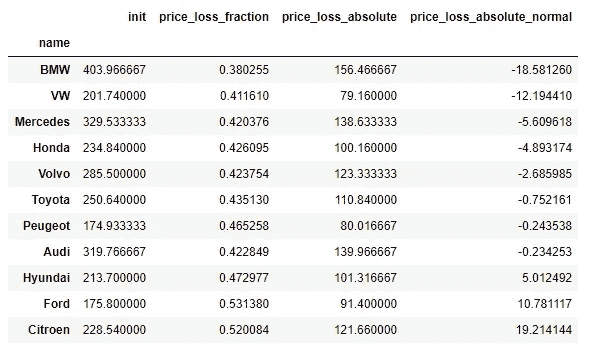 init price_loss_fraction price_loss_absolute price_loss_absolute_normal
name
BMW 403.966667 0.380255 156.466667 -18.581260
VW 201.740000 0.411610 79.160000 -12.194410
Mercedes 329.533333 0.420376 138.633333 -5.609618
Honda 234.840000 0.426095 100.160000 -4.893174
Volvo 285.500000 0.423754 123.333333 -2.685985
Toyota 250.640000 0.435130 110.840000 -0.752161
Peugeot 174.933333 0.465258 80.016667 -0.243538
Audi 319.766667 0.422849 139.966667 -0.234253
Hyundai 213.700000 0.472977 101.316667 5.012492
Ford 175.800000 0.531380 91.400000 10.781117
Citroen 228.540000 0.520084 121.660000 19.214144